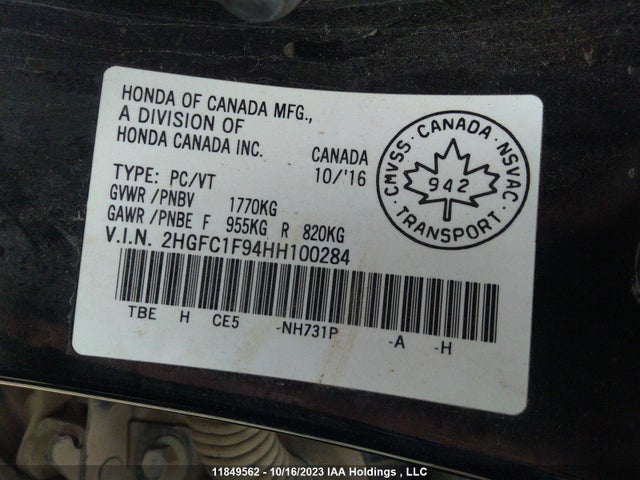 HONDA OF CANADA MFG.,
A DIVISION OF
HONDA CANADA INC. CANADA
TYPE: PC/VT 10/'16
GVWR/PNBV 1770KG
GAWR/PNBE F 955KG R 820KG
V.I.N. 2HGFC1F94HH100284
TBE H CE5 -NH731P -A -H
CMVSS · CANADA · NSVAC
942
TRANSPORT
11849562 - 10/16/2023 IAA Holdings , LLC